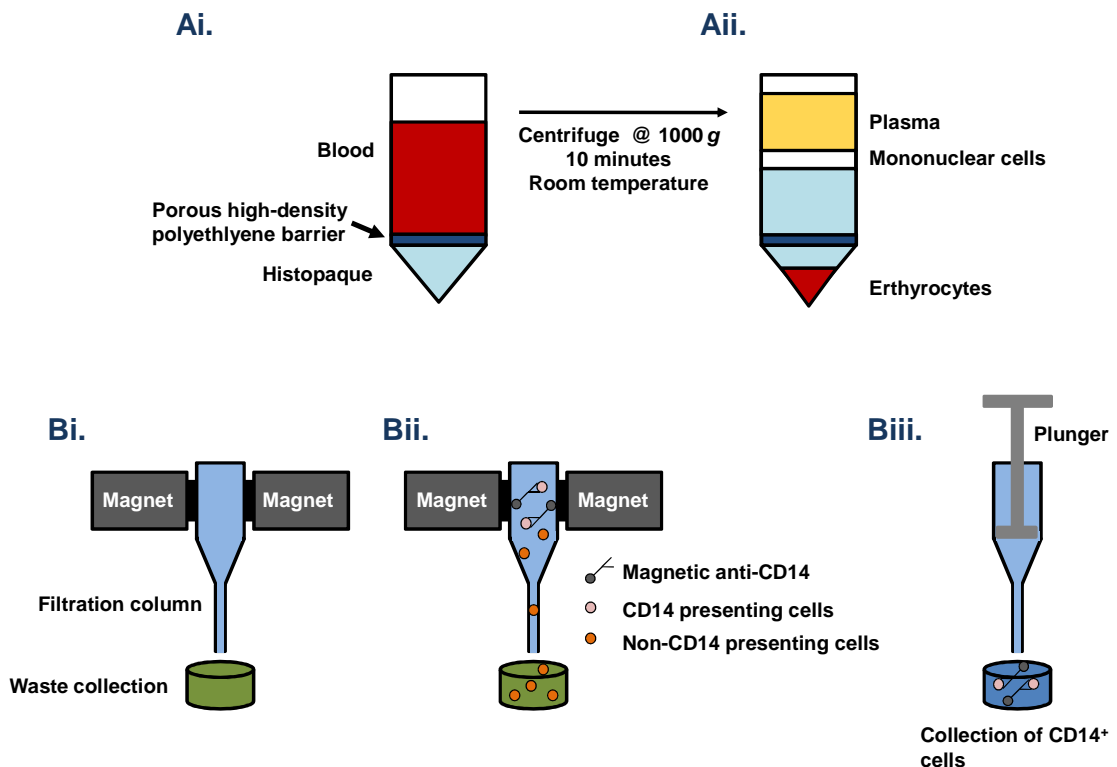 Ai.
Aii.
Blood
Centrifuge @ 1000 g
10 minutes
Room temperature
Plasma
Mononuclear cells
Porous high-density
polyethlyene barrier
Histopaque
Erthyrocytes
Bi.
Bii.
Biii.
Plunger
Magnet
Magnet
Magnet
Magnet
Filtration column
Magnetic anti-CD14
CD14 presenting cells
Non-CD14 presenting cells
Waste collection
Collection of CD14⁺
cells